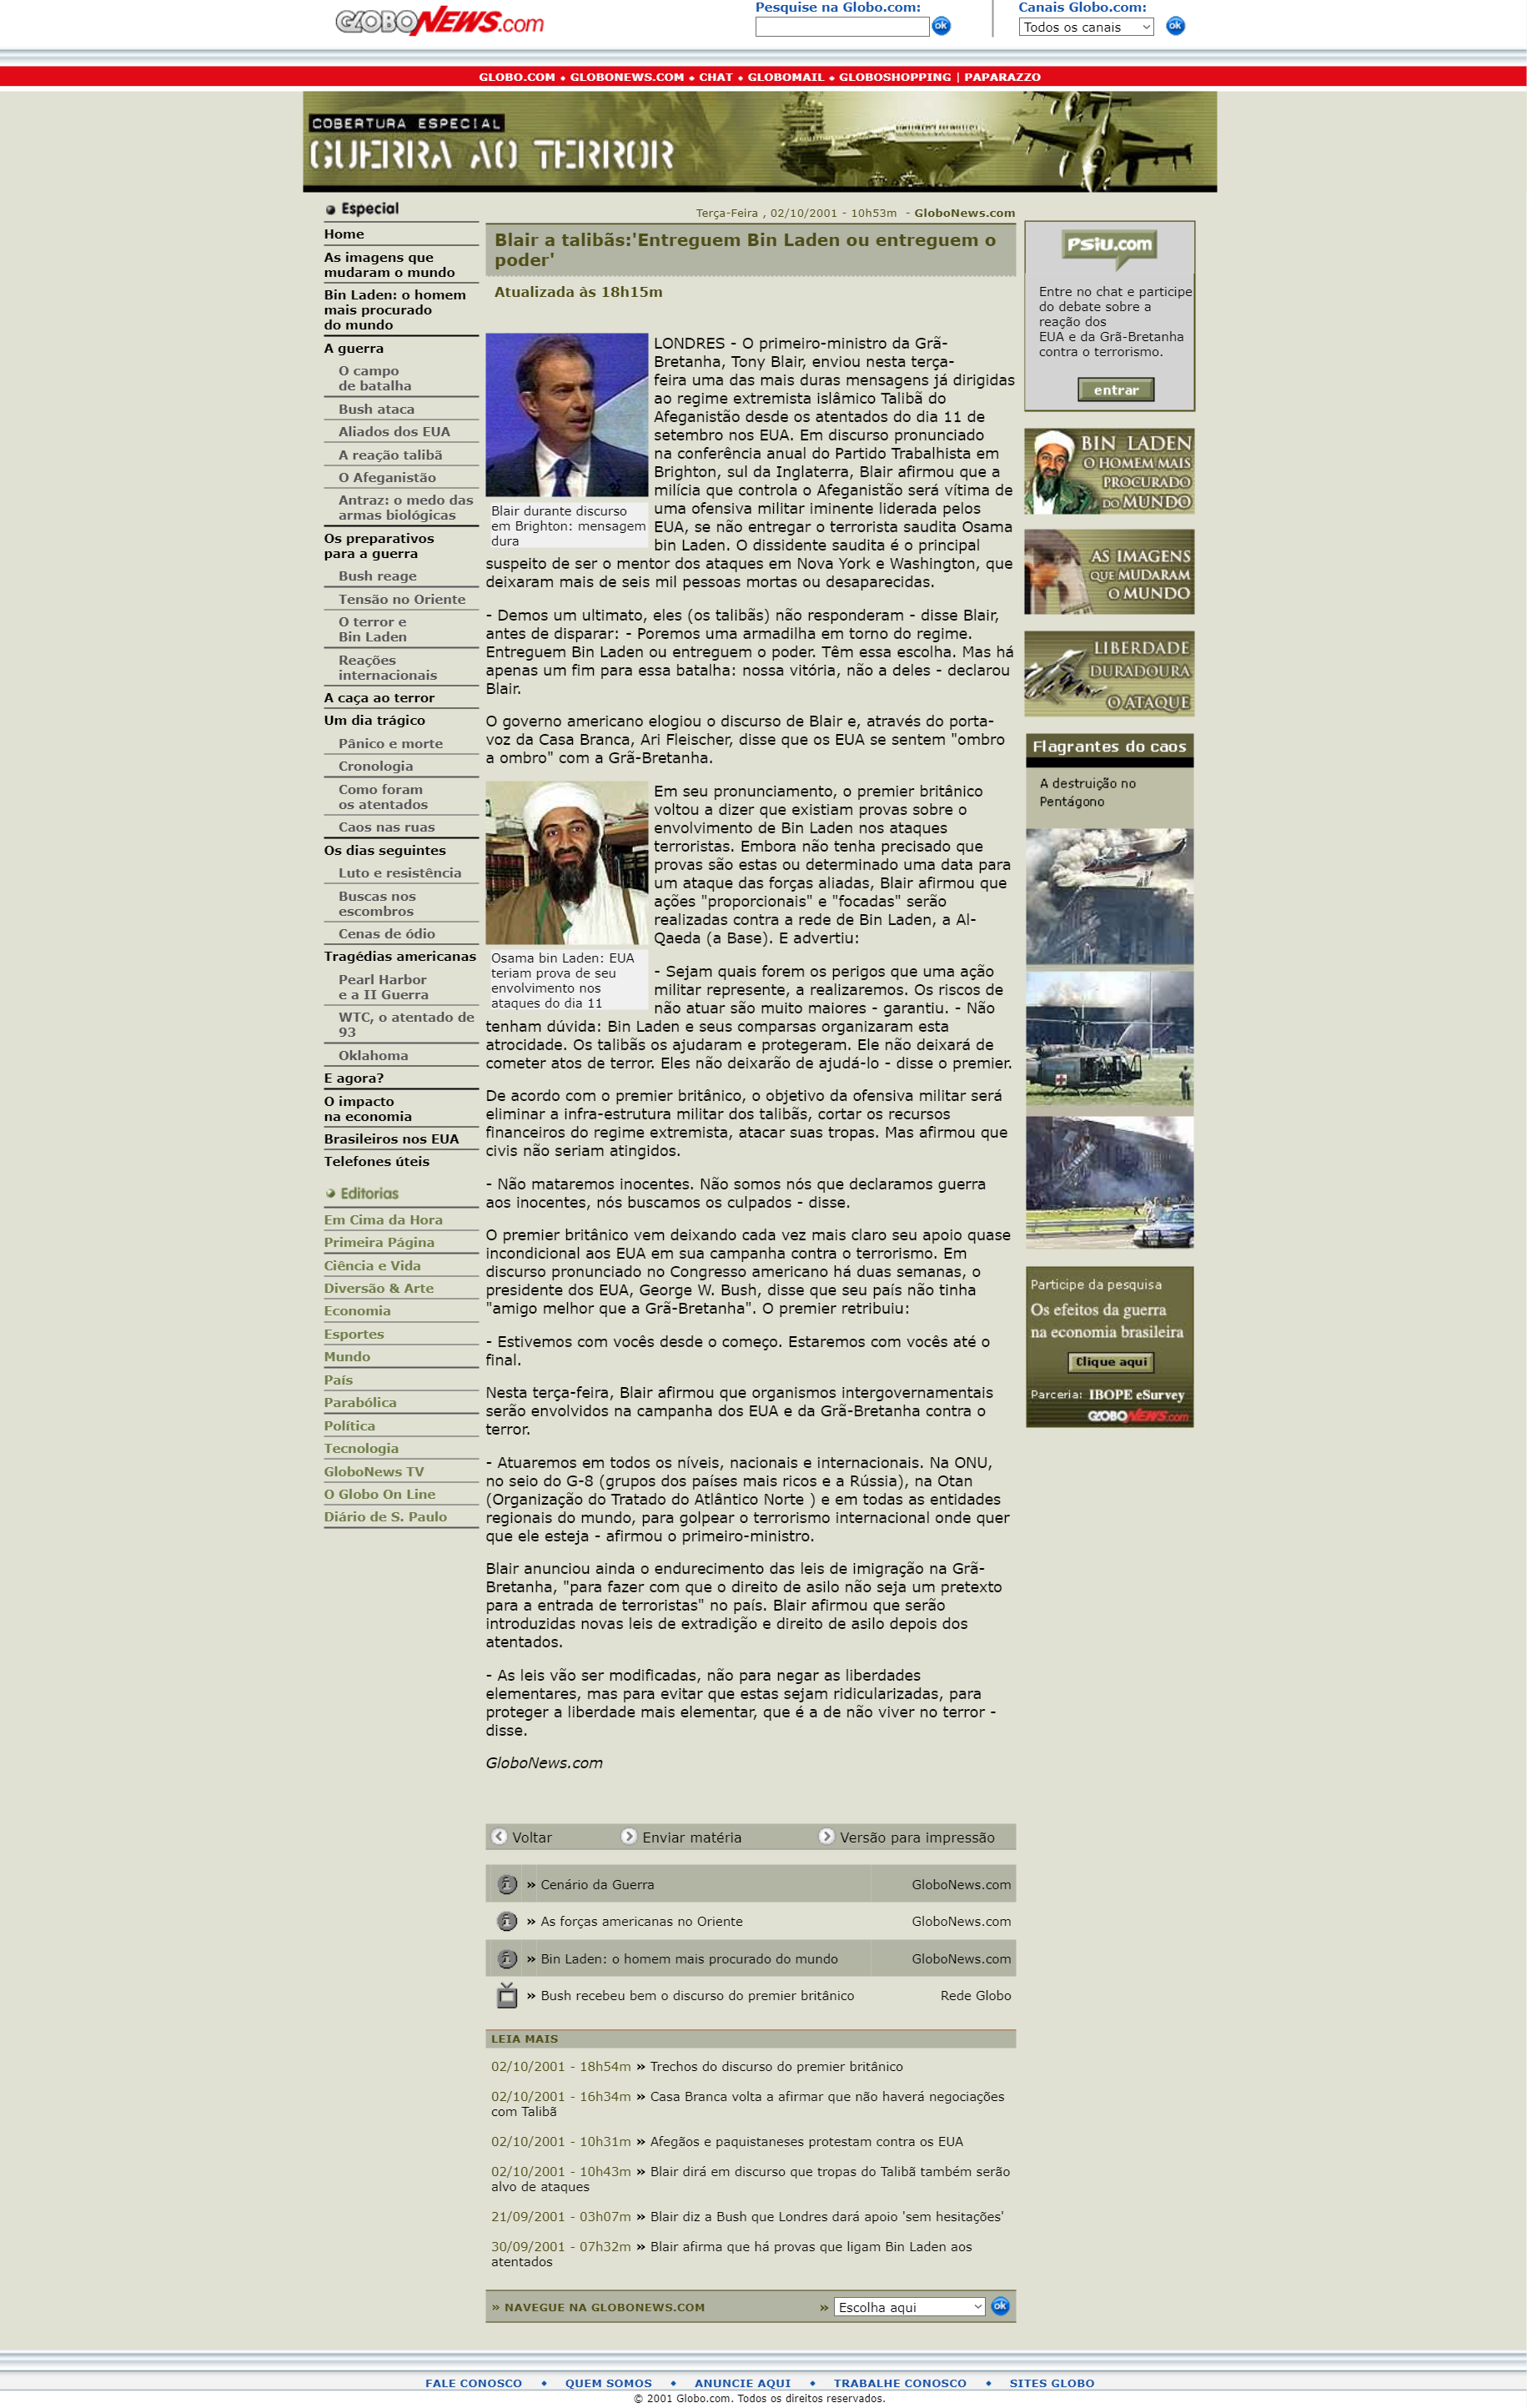 GLOBONEWS.com
Pesquise na Globo.com:
ok
Canais Globo.com:
Todos os canais
ok
GLOBO.COM • GLOBONEWS.COM • CHAT • GLOBOMAIL • GLOBOSHOPPING | PAPARAZZO
COBERTURA ESPECIAL
GUERRA AO TERROR
Especial
Home
As imagens que
mudaram o mundo
Bin Laden: o homem
mais procurado
do mundo
A guerra
O campo
de batalha
Bush ataca
Aliados dos EUA
A reação talibã
O Afeganistão
Antraz: o medo das
armas biológicas
Os preparativos
para a guerra
Bush reage
Tensão no Oriente
O terror e
Bin Laden
Reações
internacionais
A caça ao terror
Um dia trágico
Pânico e morte
Cronologia
Como foram
os atentados
Caos nas ruas
Os dias seguintes
Luto e resistência
Buscas nos
escombros
Cenas de ódio
Tragédias americanas
Pearl Harbor
e a II Guerra
WTC, o atentado de
93
Oklahoma
E agora?
O impacto
na economia
Brasileiros nos EUA
Telefones úteis
Editorias
Em Cima da Hora
Primeira Página
Ciência e Vida
Diversão & Arte
Economia
Esportes
Mundo
País
Parabólica
Política
Tecnologia
GloboNews TV
O Globo On Line
Diário de S. Paulo
Terça-Feira , 02/10/2001 - 10h53m - GloboNews.com
Blair a talibãs:'Entreguem Bin Laden ou entreguem o
poder'
Atualizada às 18h15m
LONDRES - O primeiro-ministro da Grã-
Bretanha, Tony Blair, enviou nesta terça-
feira uma das mais duras mensagens já dirigidas
ao regime extremista islâmico Talibã do
Afeganistão desde os atentados do dia 11 de
setembro nos EUA. Em discurso pronunciado
na conferência anual do Partido Trabalhista em
Brighton, sul da Inglaterra, Blair afirmou que a
milícia que controla o Afeganistão será vítima de
uma ofensiva militar iminente liderada pelos
EUA, se não entregar o terrorista saudita Osama
bin Laden. O dissidente saudita é o principal
suspeito de ser o mentor dos ataques em Nova York e Washington, que
deixaram mais de seis mil pessoas mortas ou desaparecidas.
Blair durante discurso
em Brighton: mensagem
dura
- Demos um ultimato, eles (os talibãs) não responderam - disse Blair,
antes de disparar: - Poremos uma armadilha em torno do regime.
Entreguem Bin Laden ou entreguem o poder. Têm essa escolha. Mas há
apenas um fim para essa batalha: nossa vitória, não a deles - declarou
Blair.
O governo americano elogiou o discurso de Blair e, através do porta-
voz da Casa Branca, Ari Fleischer, disse que os EUA se sentem "ombro
a ombro" com a Grã-Bretanha.
Em seu pronunciamento, o premier britânico
voltou a dizer que existiam provas sobre o
envolvimento de Bin Laden nos ataques
terroristas. Embora não tenha precisado que
provas são estas ou determinado uma data para
um ataque das forças aliadas, Blair afirmou que
ações "proporcionais" e "focadas" serão
realizadas contra a rede de Bin Laden, a Al-
Qaeda (a Base). E advertiu:
Osama bin Laden: EUA
teriam prova de seu
envolvimento nos
ataques do dia 11
- Sejam quais forem os perigos que uma ação
militar represente, a realizaremos. Os riscos de
não atuar são muito maiores - garantiu. - Não
tenham dúvida: Bin Laden e seus comparsas organizaram esta
atrocidade. Os talibãs os ajudaram e protegeram. Ele não deixará de
cometer atos de terror. Eles não deixarão de ajudá-lo - disse o premier.
De acordo com o premier britânico, o objetivo da ofensiva militar será
eliminar a infra-estrutura militar dos talibãs, cortar os recursos
financeiros do regime extremista, atacar suas tropas. Mas afirmou que
civis não seriam atingidos.
- Não mataremos inocentes. Não somos nós que declaramos guerra
aos inocentes, nós buscamos os culpados - disse.
O premier britânico vem deixando cada vez mais claro seu apoio quase
incondicional aos EUA em sua campanha contra o terrorismo. Em
discurso pronunciado no Congresso americano há duas semanas, o
presidente dos EUA, George W. Bush, disse que seu país não tinha
"amigo melhor que a Grã-Bretanha". O premier retribuiu:
- Estivemos com vocês desde o começo. Estaremos com vocês até o
final.
Nesta terça-feira, Blair afirmou que organismos intergovernamentais
serão envolvidos na campanha dos EUA e da Grã-Bretanha contra o
terror.
- Atuaremos em todos os níveis, nacionais e internacionais. Na ONU,
no seio do G-8 (grupos dos países mais ricos e a Rússia), na Otan
(Organização do Tratado do Atlântico Norte ) e em todas as entidades
regionais do mundo, para golpear o terrorismo internacional onde quer
que ele esteja - afirmou o primeiro-ministro.
Blair anunciou ainda o endurecimento das leis de imigração na Grã-
Bretanha, "para fazer com que o direito de asilo não seja um pretexto
para a entrada de terroristas" no país. Blair afirmou que serão
introduzidas novas leis de extradição e direito de asilo depois dos
atentados.
- As leis vão ser modificadas, não para negar as liberdades
elementares, mas para evitar que estas sejam ridicularizadas, para
proteger a liberdade mais elementar, que é a de não viver no terror -
disse.
GloboNews.com
Voltar
Enviar matéria
Versão para impressão
» Cenário da Guerra GloboNews.com
» As forças americanas no Oriente GloboNews.com
» Bin Laden: o homem mais procurado do mundo GloboNews.com
» Bush recebeu bem o discurso do premier britânico Rede Globo
LEIA MAIS
02/10/2001 - 18h54m » Trechos do discurso do premier britânico
02/10/2001 - 16h34m » Casa Branca volta a afirmar que não haverá negociações
com Talibã
02/10/2001 - 10h31m » Afegãos e paquistaneses protestam contra os EUA
02/10/2001 - 10h43m » Blair dirá em discurso que tropas do Talibã também serão
alvo de ataques
21/09/2001 - 03h07m » Blair diz a Bush que Londres dará apoio 'sem hesitações'
30/09/2001 - 07h32m » Blair afirma que há provas que ligam Bin Laden aos
atentados
» NAVEGUE NA GLOBONEWS.COM
» Escolha aqui
ok
Psiu.com
Entre no chat e participe
do debate sobre a
reação dos
EUA e da Grã-Bretanha
contra o terrorismo.
entrar
BIN LADEN
O HOMEM MAIS
PROCURADO
DO MUNDO
AS IMAGENS
QUE MUDARAM
O MUNDO
LIBERDADE
DURADOURA
O ATAQUE
Flagrantes do caos
A destruição no
Pentágono
Participe da pesquisa
Os efeitos da guerra
na economia brasileira
Clique aqui
Parceria: IBOPE eSurvey
GLOBONEWS.com
FALE CONOSCO • QUEM SOMOS • ANUNCIE AQUI • TRABALHE CONOSCO • SITES GLOBO
© 2001 Globo.com. Todos os direitos reservados.